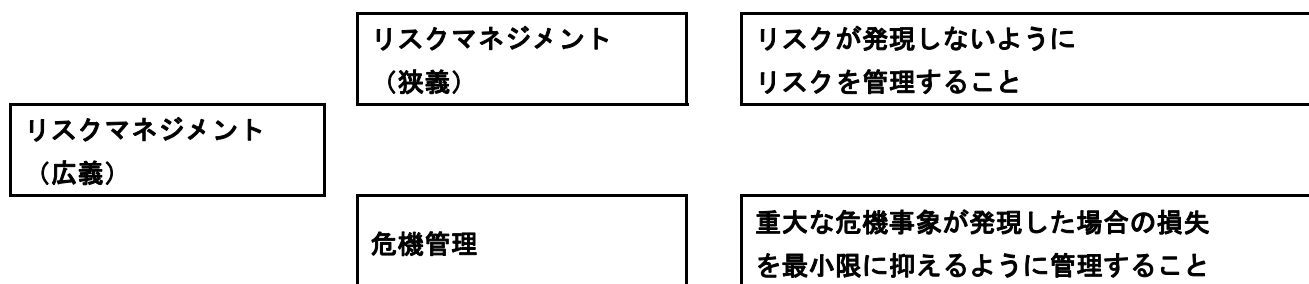 リスクマネジメント
（狭義）
リスクが発現しないように
リスクを管理すること
リスクマネジメント
（広義）
危機管理
重大な危機事象が発現した場合の損失
を最小限に抑えるように管理すること